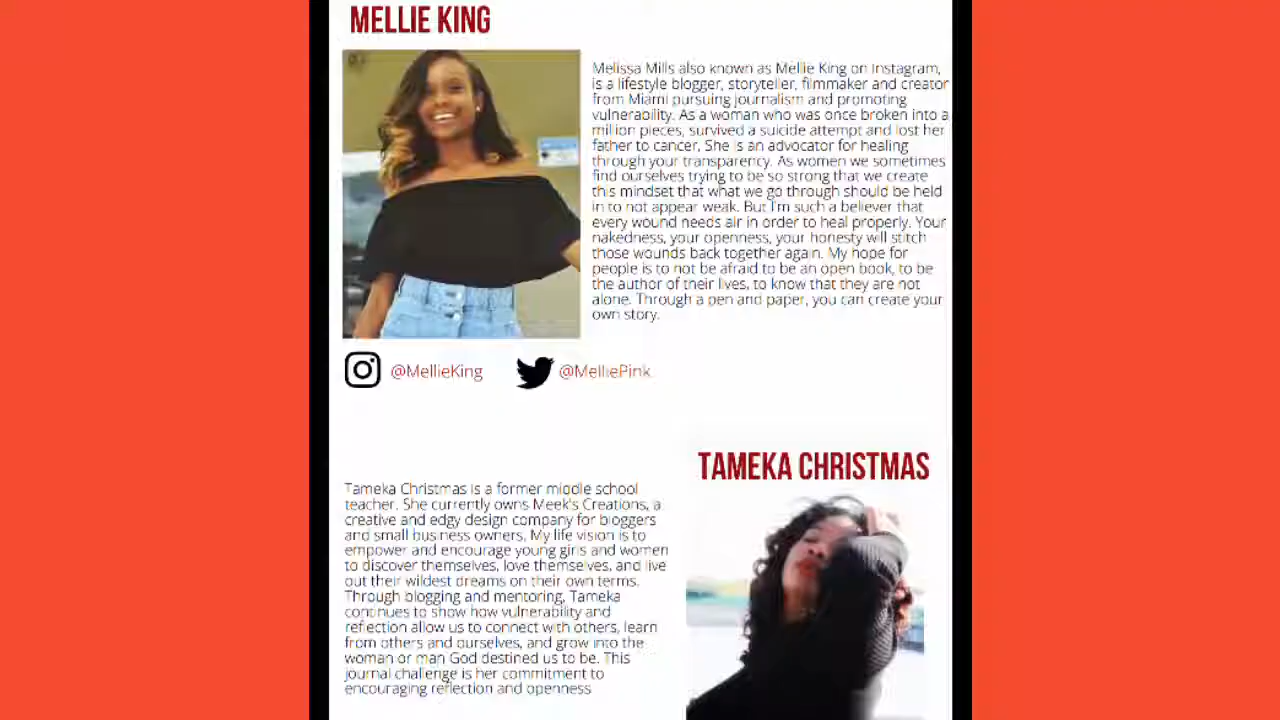 MELLIE KING
Melissa Mills also known as Mellie King on Instagram,
is a lifestyle blogger, storyteller, filmmaker and creator
from Miami pursuing journalism and promoting
vulnerability. As a woman who was once broken into a
million pieces, survived a suicide attempt and lost her
father to cancer, She is an advocator for healing
through your transparency. As women we sometimes
find ourselves trying to be so strong that we create
this mindset that what we go through should be held
in to not appear weak. But I'm such a believer that
every wound needs air in order to heal properly. Your
nakedness, your openness, your honesty will stitch
those wounds back together again. My hope for
people is to not be afraid to be an open book, to be
the author of their lives, to know that they are not
alone. Through a pen and paper, you can create your
own story.
@MellieKing @MelliePink
TAMEKA CHRISTMAS
Tameka Christmas is a former middle school
teacher. She currently owns Meek's Creations, a
creative and edgy design company for bloggers
and small business owners. My life vision is to
empower and encourage young girls and women
to discover themselves, love themselves, and live
out their wildest dreams on their own terms.
Through blogging and mentoring, Tameka
continues to show how vulnerability and
reflection allow us to connect with others, learn
from others and ourselves, and grow into the
woman or man God destined us to be. This
journal challenge is her commitment to
encouraging reflection and openness